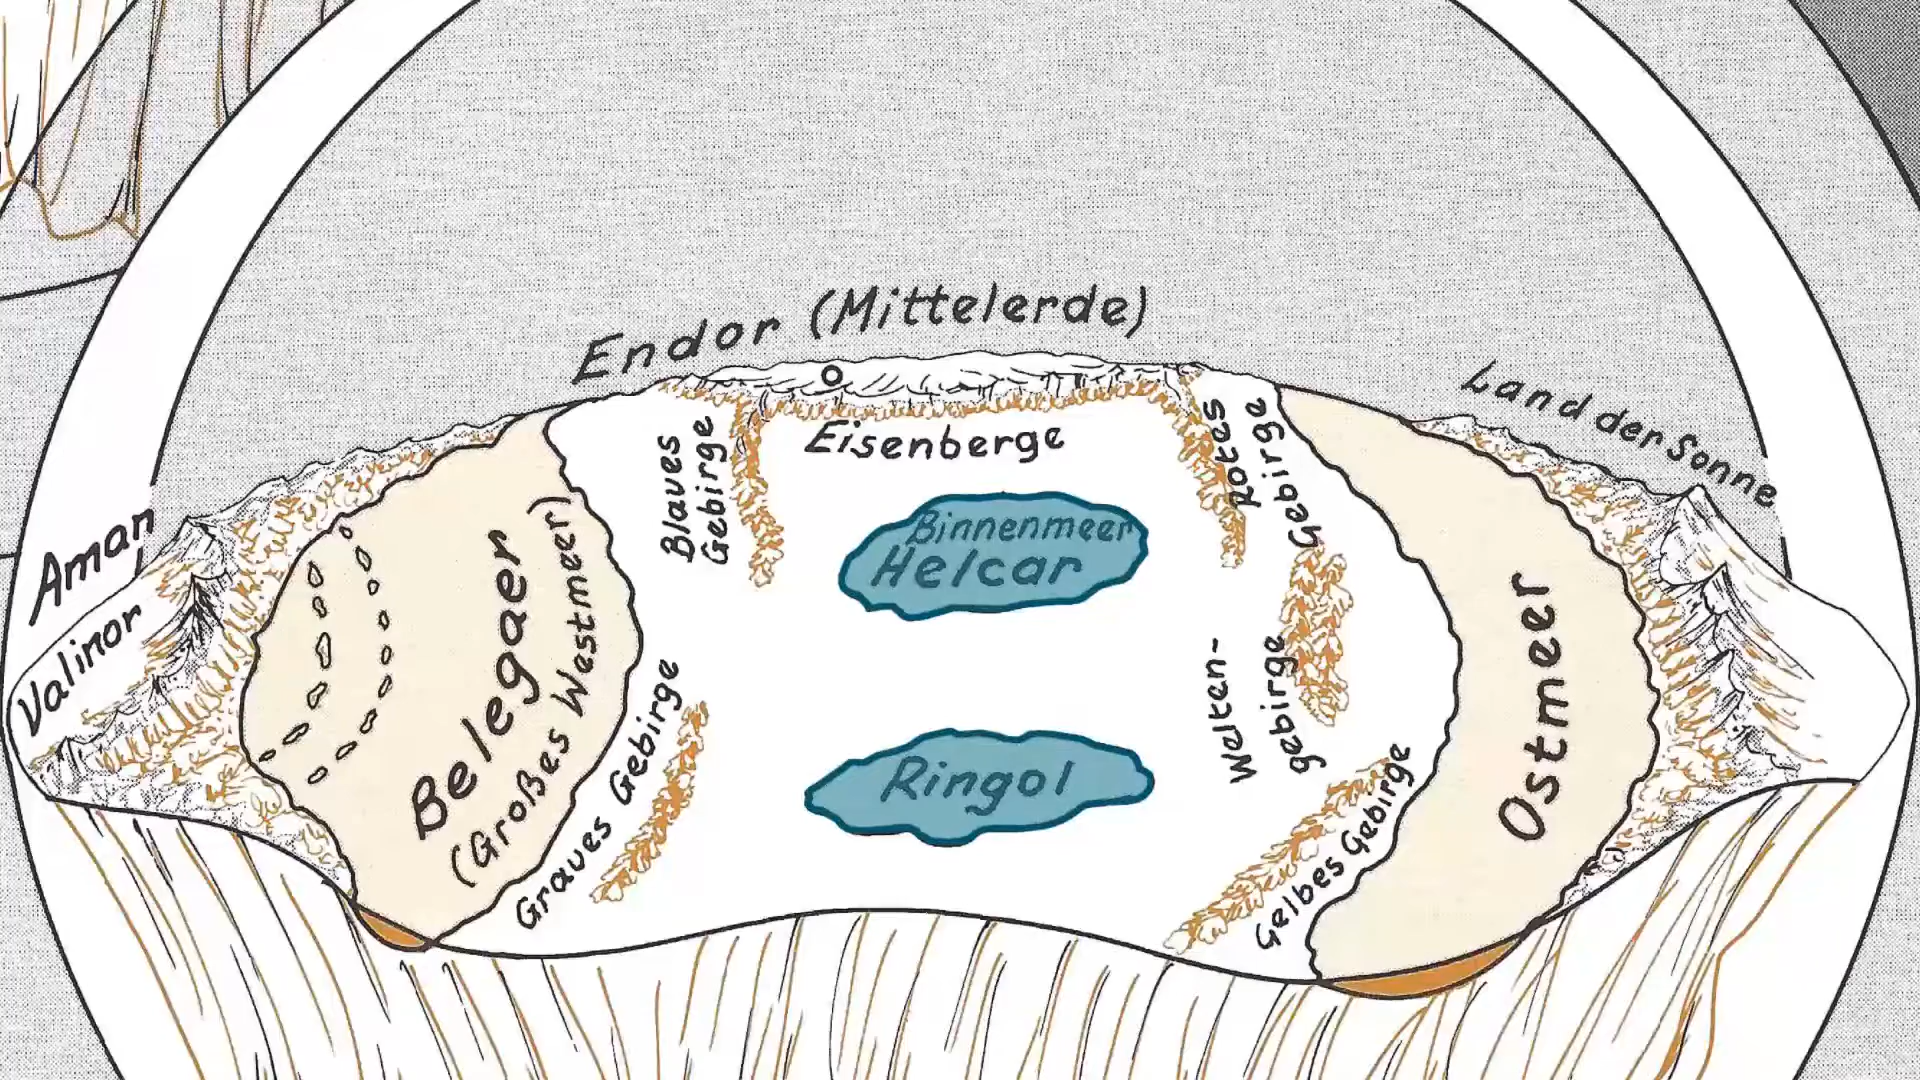 Endor (Mittelerde)
Land der Sonne
Aman
Valinor
Blaues
Gebirge
Eisenberge
Rotes
Gebirge
Binnenmeer
Helcar
Belegaer
(Großes Westmeer)
Graues Gebirge
Ringol
Welten-
gebirge
Gelbes Gebirge
Ostmeer